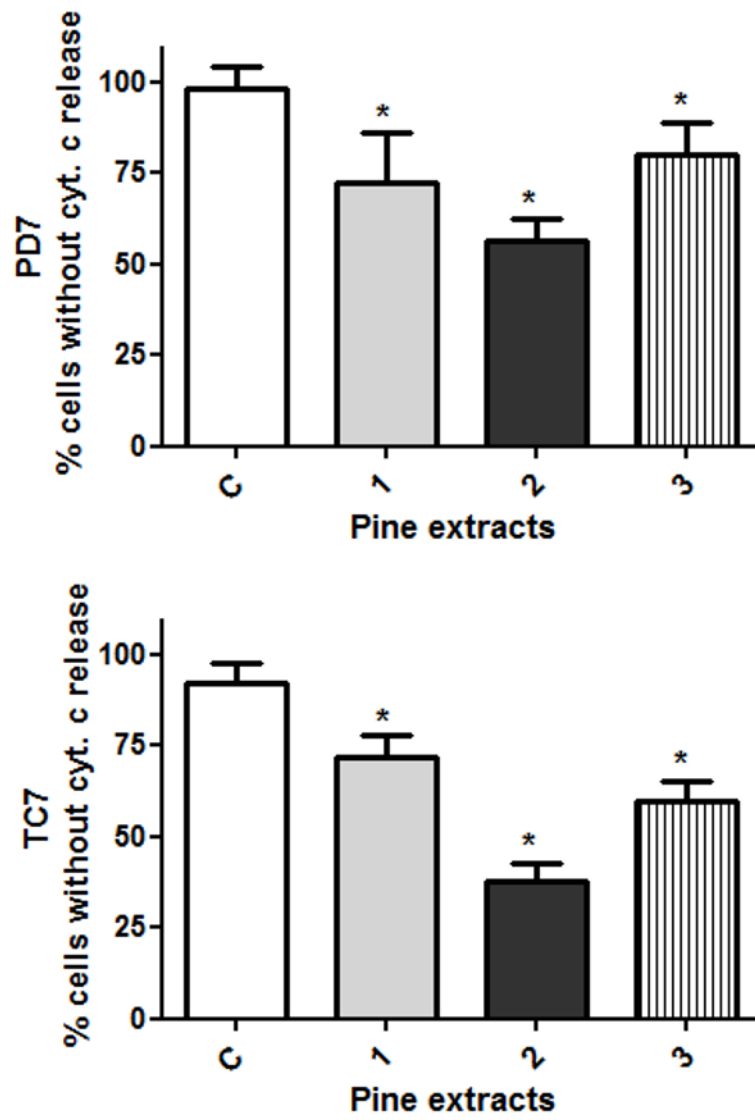 PD7
% cells without cyt. c release
100
75
50
25
0
*
*
*
C
1
2
3
Pine extracts
TC7
% cells without cyt. c release
100
75
50
25
0
*
*
*
C
1
2
3
Pine extracts